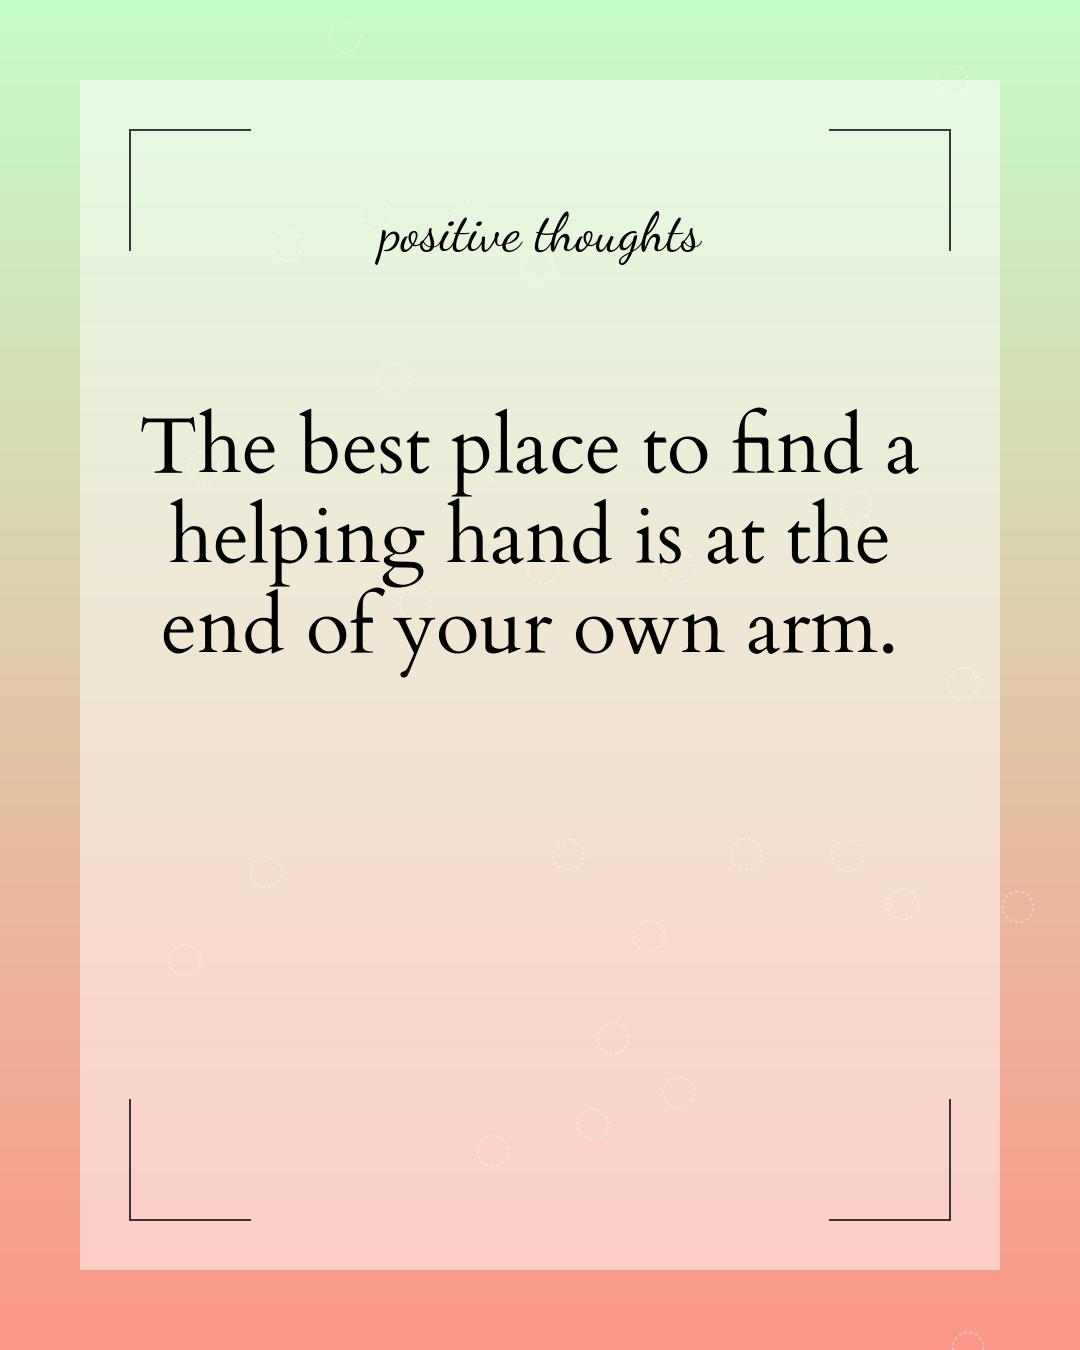 positive thoughts
The best place to find a
helping hand is at the
end of your own arm.